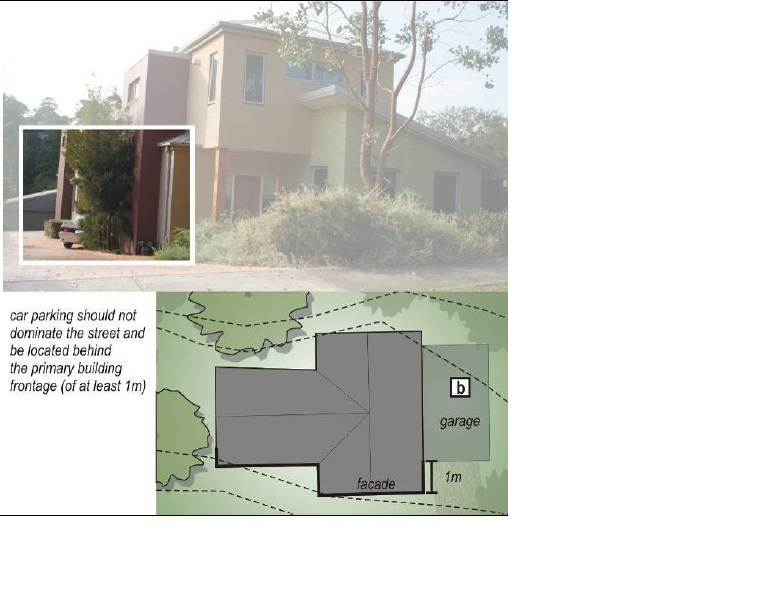 car parking should not
dominate the street and
be located behind
the primary building
frontage (of at least 1m)
b
garage
1m
facade